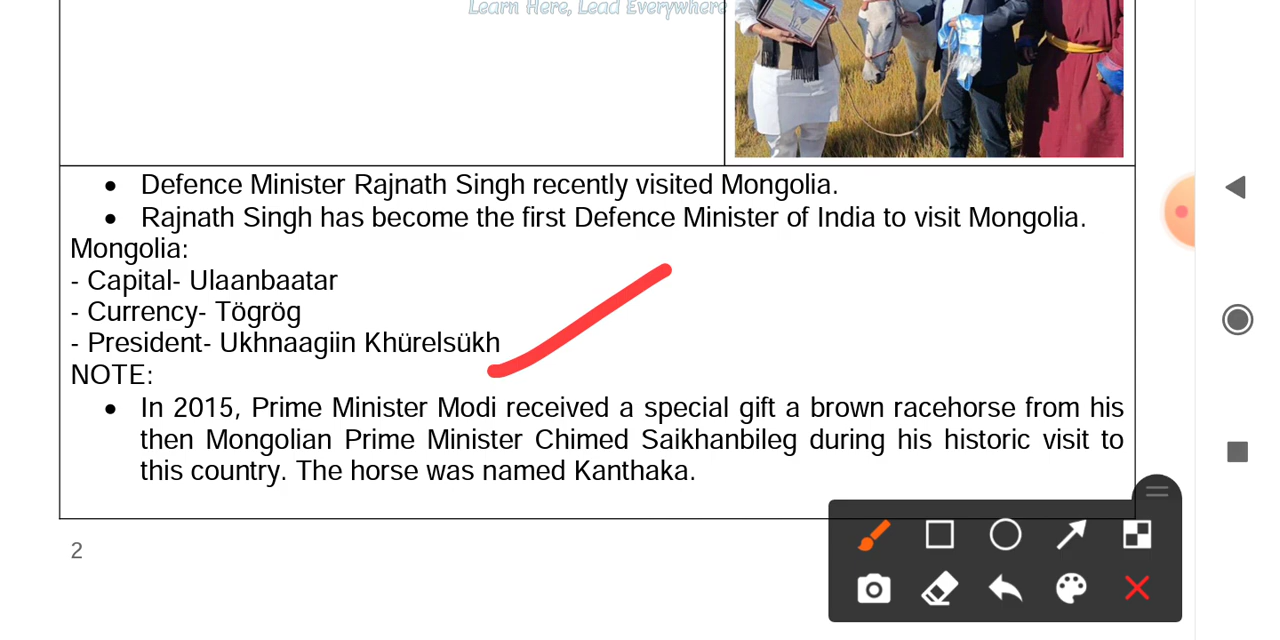 Learn Here, Lead Everywhere
• Defence Minister Rajnath Singh recently visited Mongolia.
• Rajnath Singh has become the first Defence Minister of India to visit Mongolia.
Mongolia:
- Capital- Ulaanbaatar
- Currency- Tögrög
- President- Ukhnaagiin Khürelsükh
NOTE:
• In 2015, Prime Minister Modi received a special gift a brown racehorse from his
then Mongolian Prime Minister Chimed Saikhanbileg during his historic visit to
this country. The horse was named Kanthaka.
2